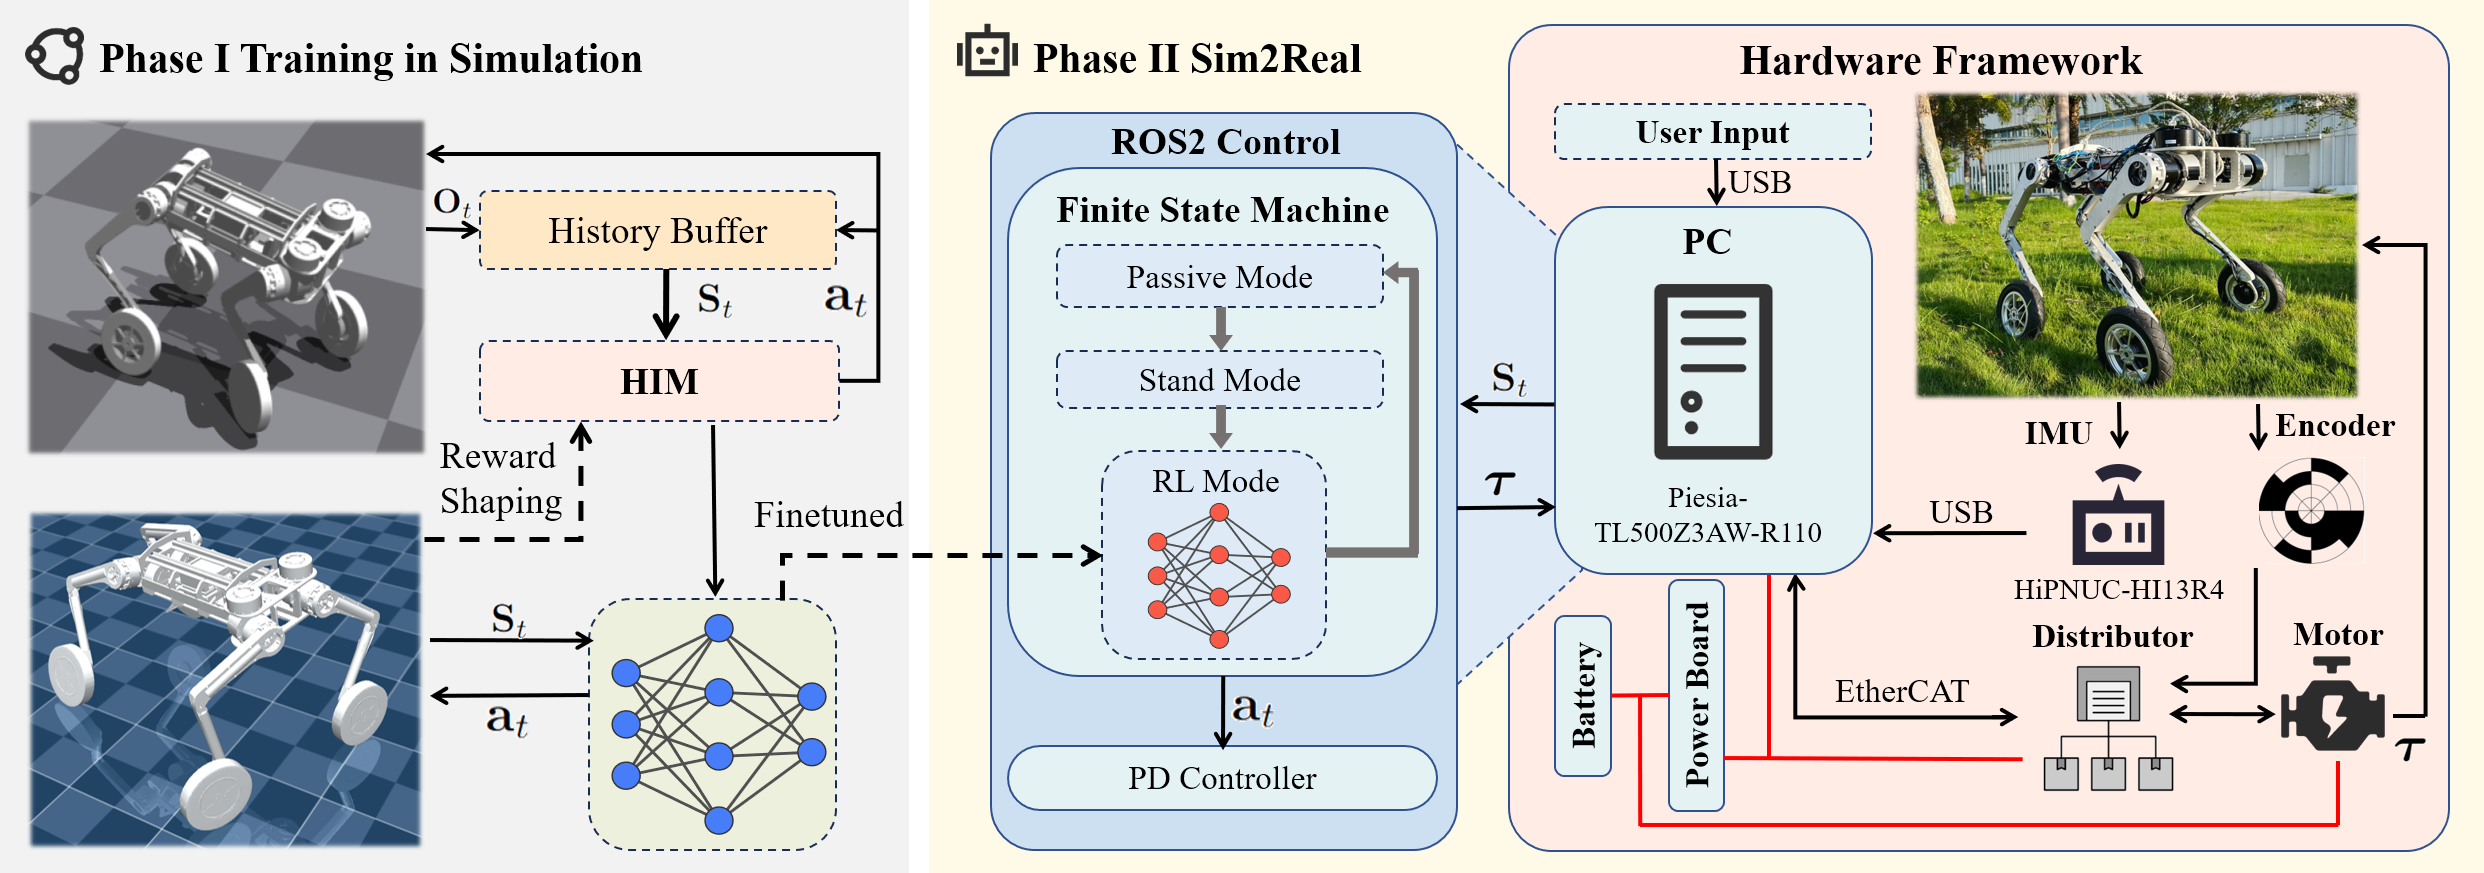 Phase I Training in Simulation
o_t
History Buffer
s_t
a_t
HIM
Reward
Shaping
Finetuned
s_t
a_t
Phase II Sim2Real
ROS2 Control
Finite State Machine
Passive Mode
Stand Mode
RL Mode
a_t
PD Controller
s_t
τ
Hardware Framework
User Input
USB
PC
Piesia-
TL500Z3AW-R110
IMU
Encoder
USB
HiPNUC-HI13R4
Distributor
Motor
EtherCAT
Battery
Power Board
τ